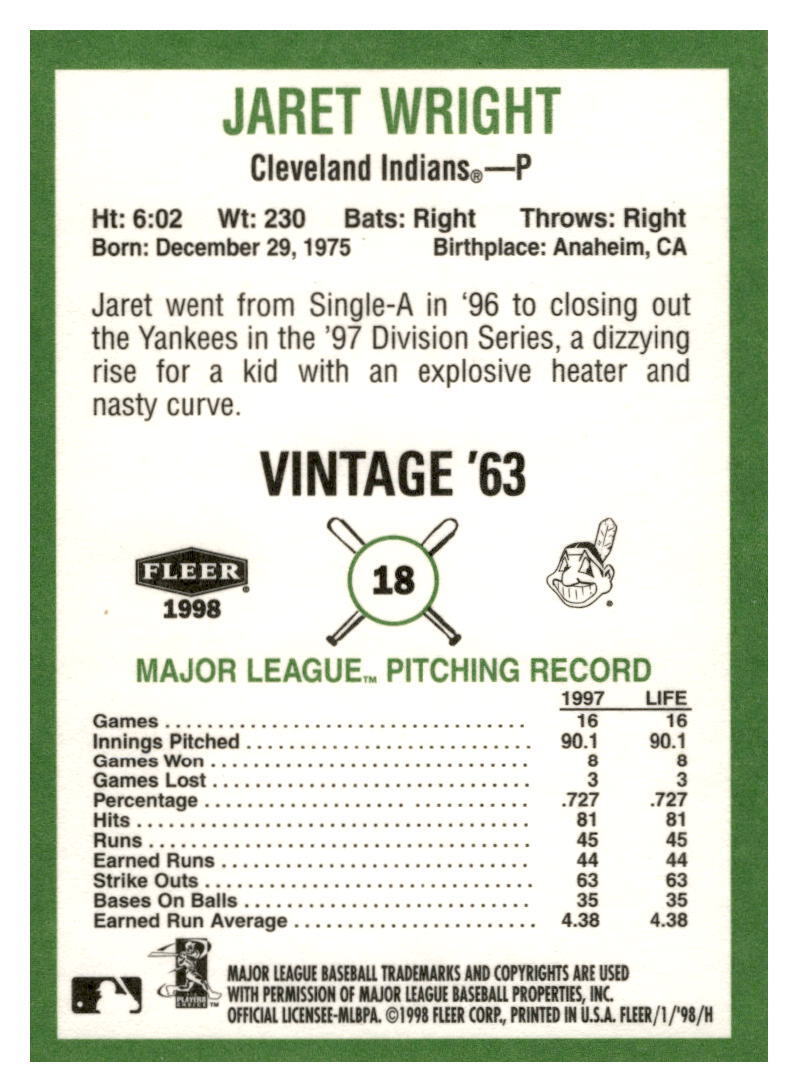 JARET WRIGHT
Cleveland Indians®—P
Ht: 6:02 Wt: 230 Bats: Right Throws: Right
Born: December 29, 1975 Birthplace: Anaheim, CA
Jaret went from Single-A in ‘96 to closing out
the Yankees in the ’97 Division Series, a dizzying
rise for a kid with an explosive heater and
nasty curve.
VINTAGE ’63
FLEER®
1998
18
MAJOR LEAGUE™ PITCHING RECORD
1997 LIFE
Games . . . . . . . . . . . . . . . . . . . . . . . . . . . . . . . . . . 16 16
Innings Pitched . . . . . . . . . . . . . . . . . . . . . . . . . . . 90.1 90.1
Games Won . . . . . . . . . . . . . . . . . . . . . . . . . . . . . . 8 8
Games Lost . . . . . . . . . . . . . . . . . . . . . . . . . . . . . . 3 3
Percentage . . . . . . . . . . . . . . . . . . . . . . . . . . . . . . .727 .727
Hits . . . . . . . . . . . . . . . . . . . . . . . . . . . . . . . . . . . . . 81 81
Runs . . . . . . . . . . . . . . . . . . . . . . . . . . . . . . . . . . . . 45 45
Earned Runs . . . . . . . . . . . . . . . . . . . . . . . . . . . . . 44 44
Strike Outs . . . . . . . . . . . . . . . . . . . . . . . . . . . . . . . 63 63
Bases On Balls . . . . . . . . . . . . . . . . . . . . . . . . . . . 35 35
Earned Run Average . . . . . . . . . . . . . . . . . . . . . . 4.38 4.38
PLAYERS
CHOICE™
MAJOR LEAGUE BASEBALL TRADEMARKS AND COPYRIGHTS ARE USED
WITH PERMISSION OF MAJOR LEAGUE BASEBALL PROPERTIES, INC.
OFFICIAL LICENSEE-MLBPA. ©1998 FLEER CORP., PRINTED IN U.S.A. FLEER/1/'98/H